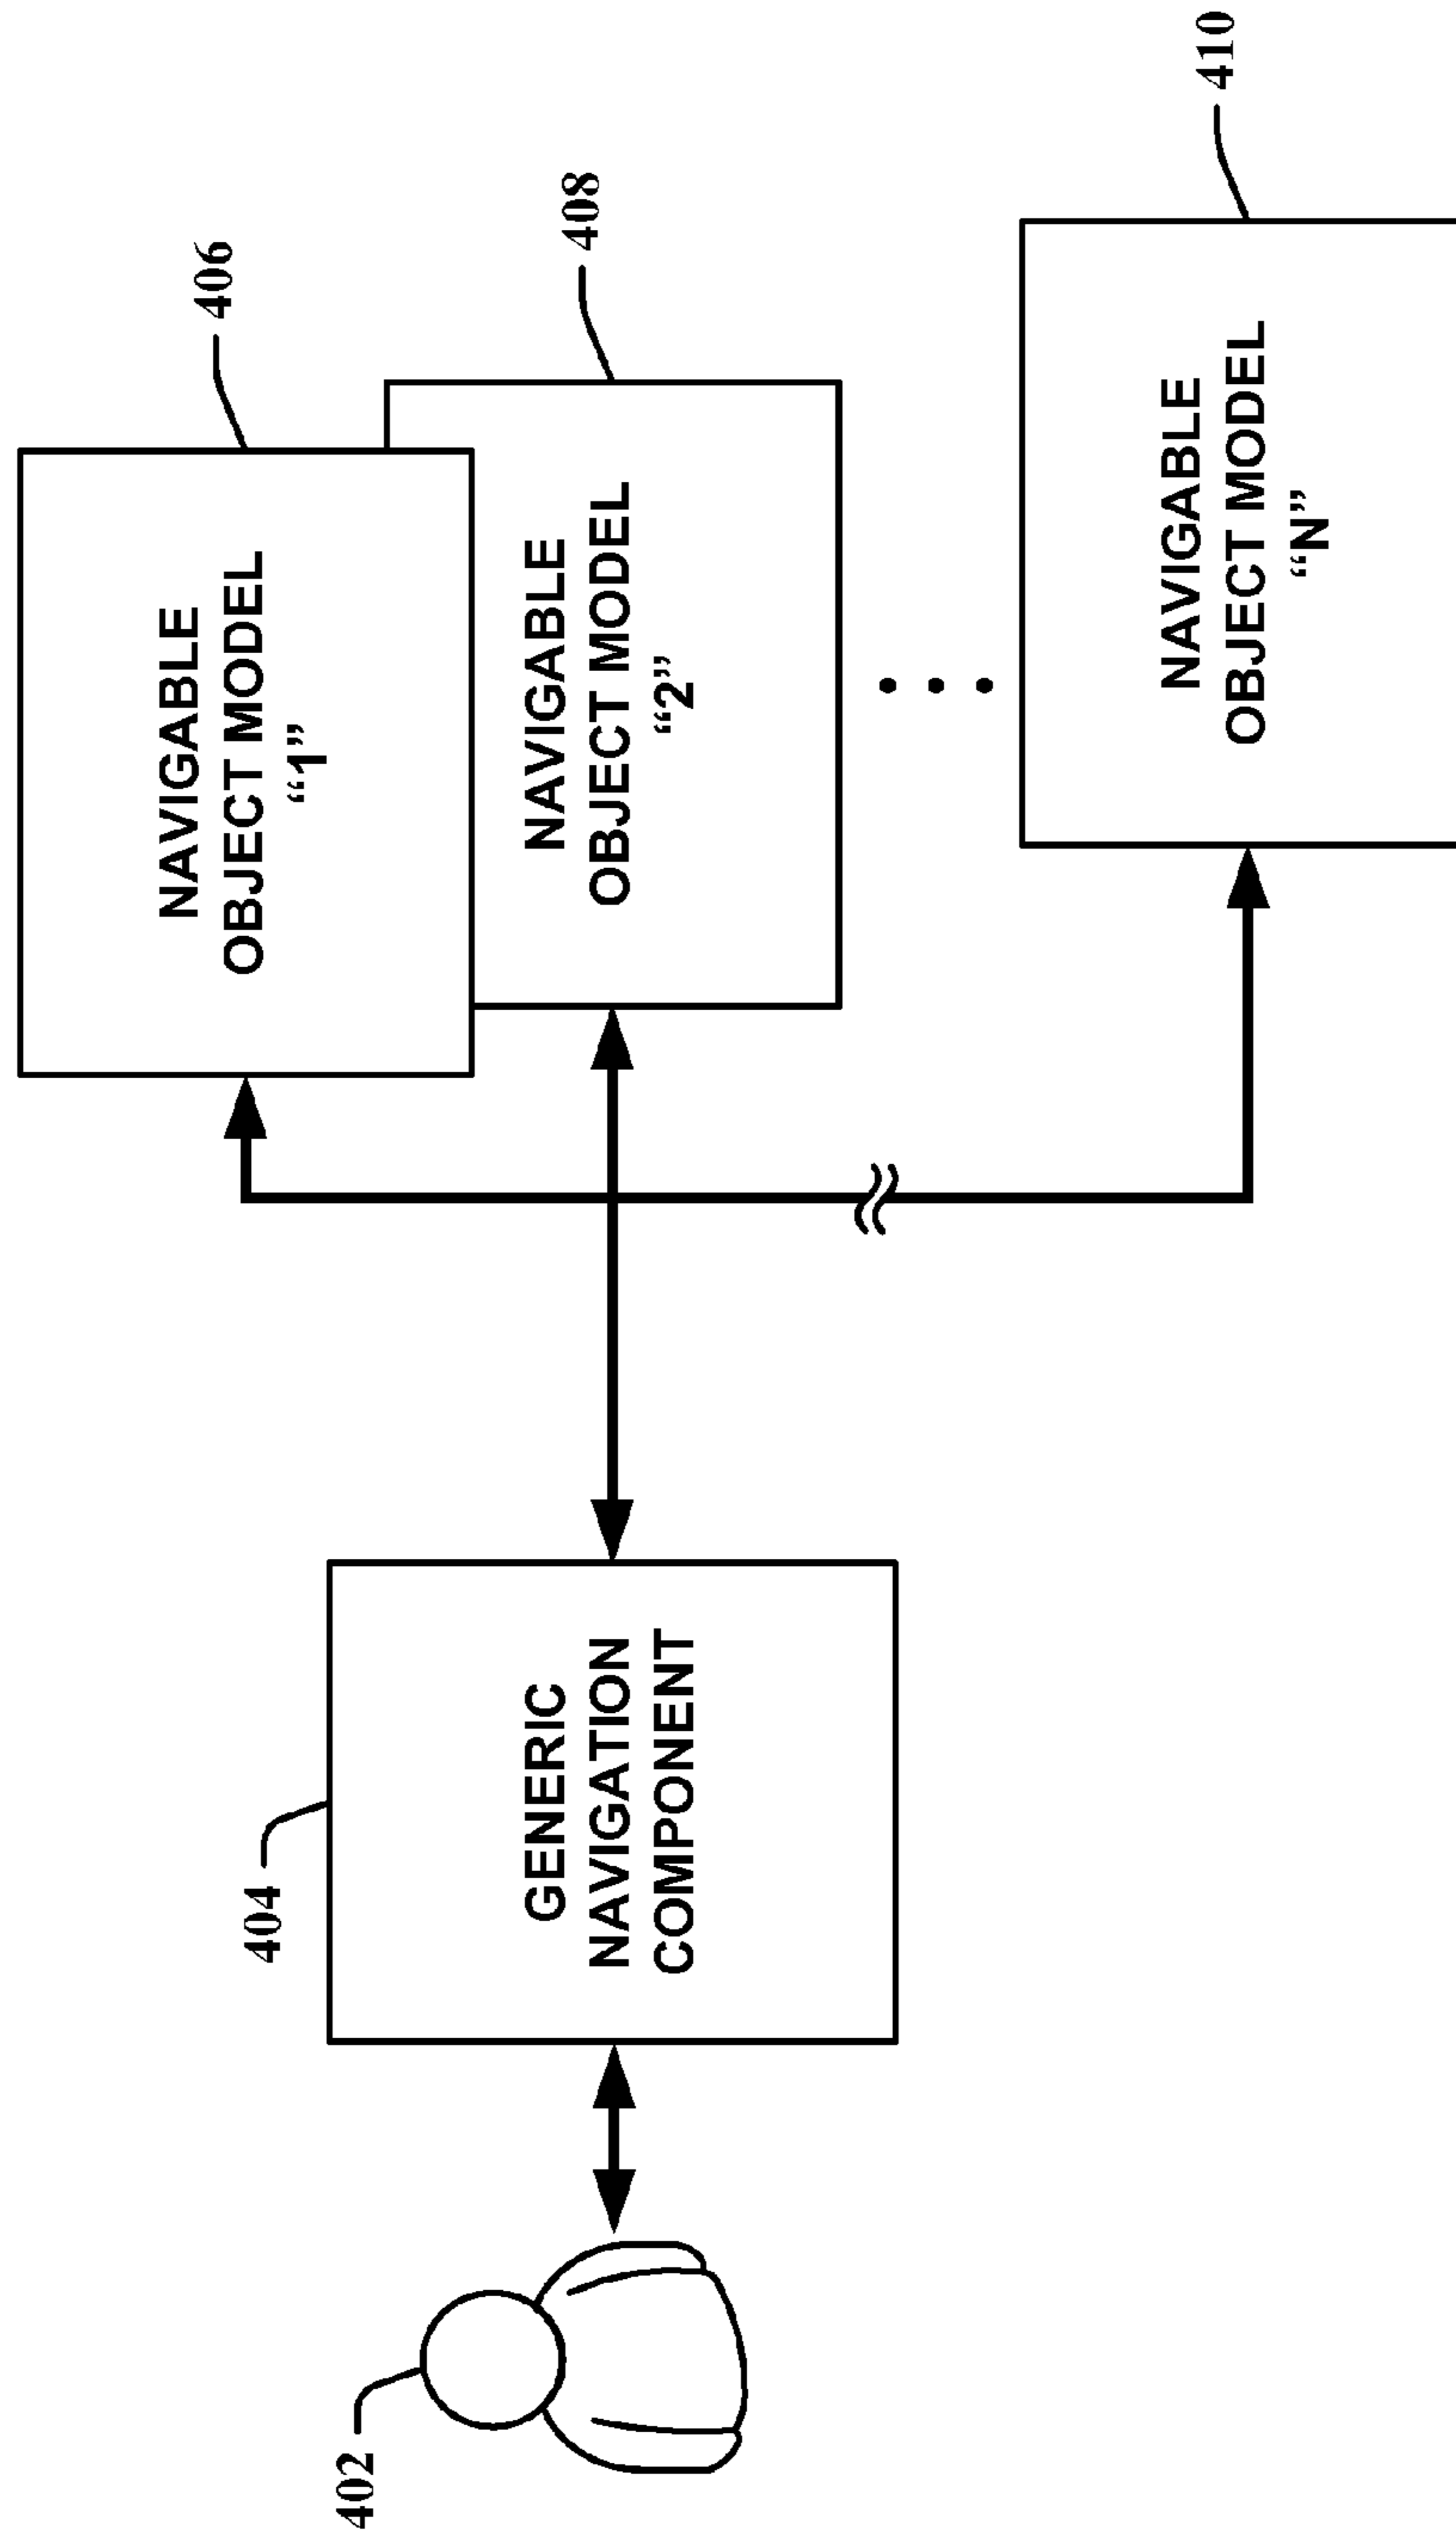 402
404
GENERIC
NAVIGATION
COMPONENT
406
NAVIGABLE
OBJECT MODEL
“1”
408
NAVIGABLE
OBJECT MODEL
“2”
410
NAVIGABLE
OBJECT MODEL
“N”